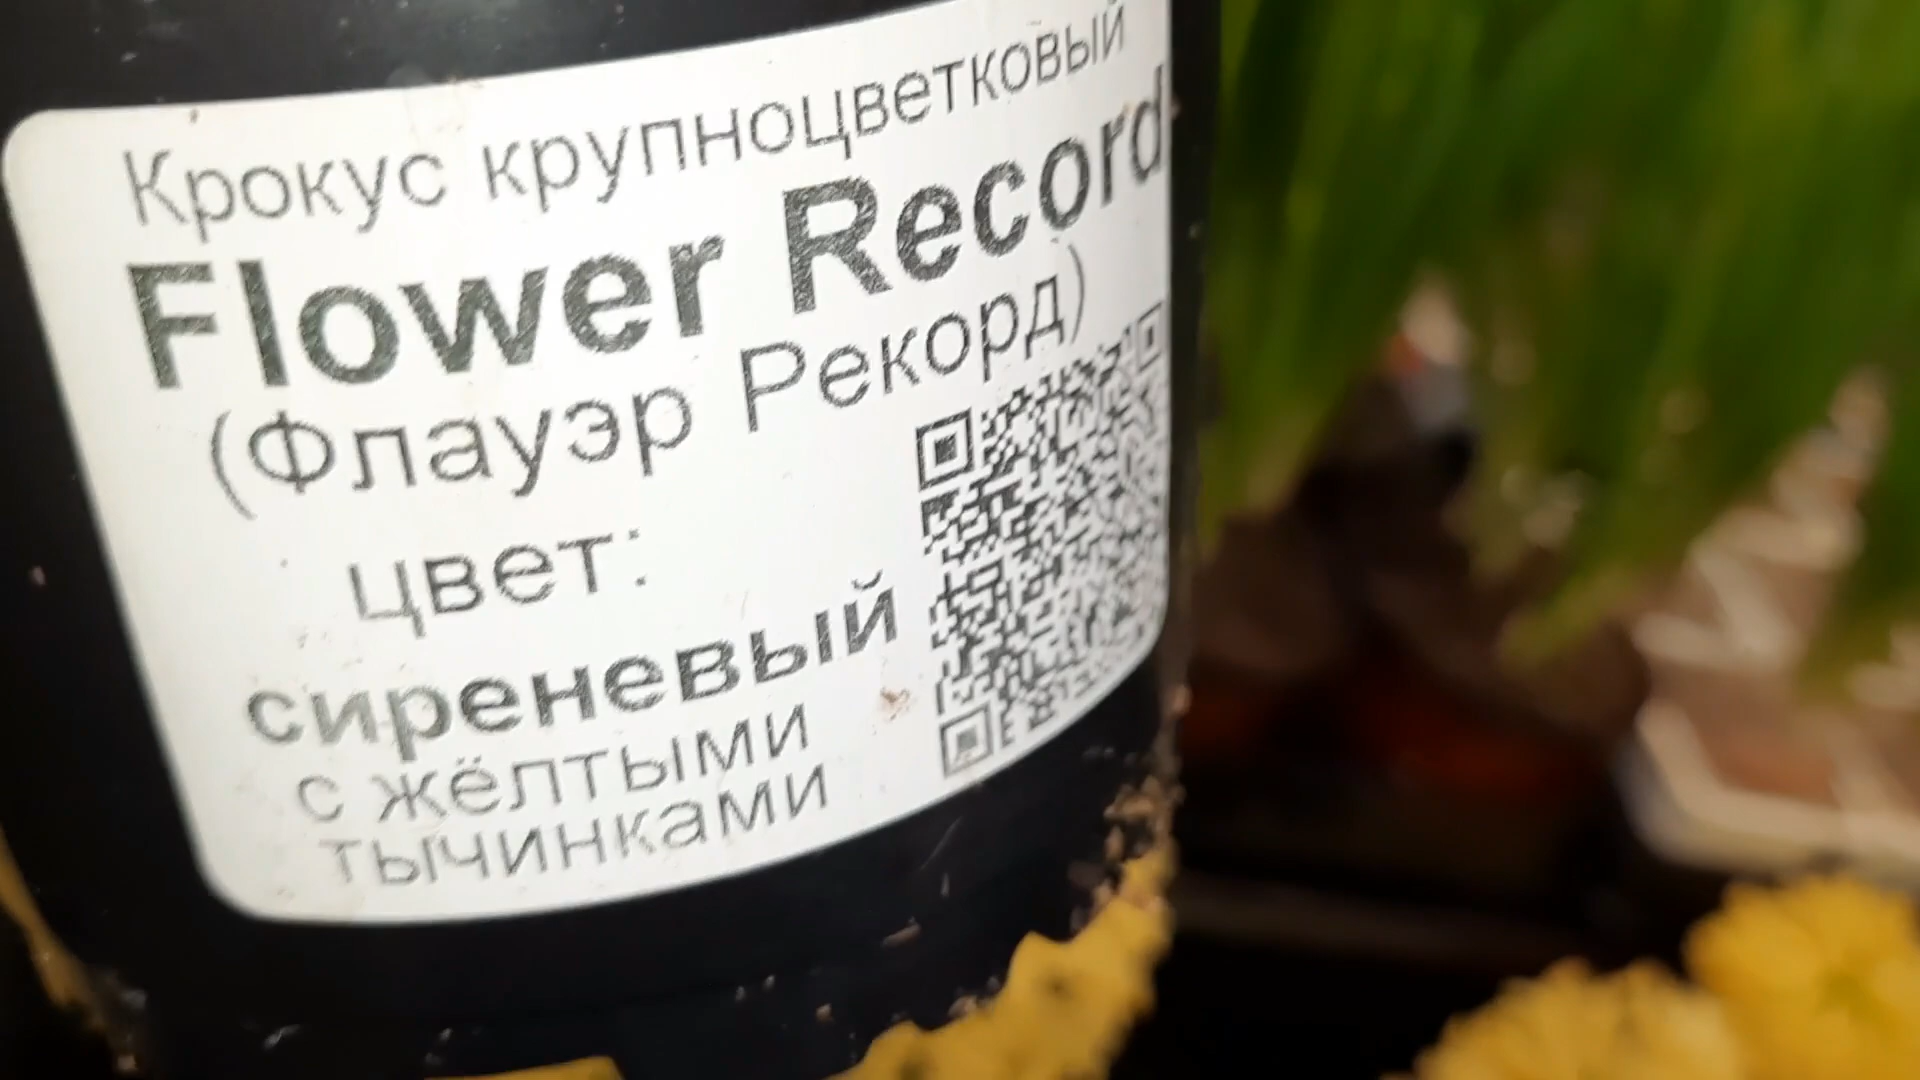 Крокус крупноцветковый
Flower Record
(Флауэр Рекорд)
цвет:
сиреневый
с жёлтыми
тычинками